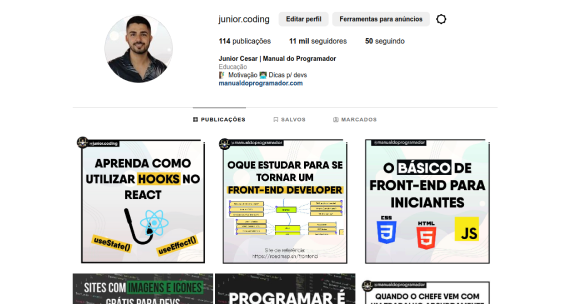 junior.coding Editar perfil Ferramentas para anúncios
114 publicações 11 mil seguidores 50 seguindo
Junior Cesar | Manual do Programador
Educação
Motivação Dicas p/ devs
manualdoprogramador.com
PUBLICAÇÕES SALVOS MARCADOS
junior.coding
APRENDA COMO
UTILIZAR HOOKS NO
REACT
useState()
useEffect()
manualdoprogramador
OQUE ESTUDAR PARA SE
TORNAR UM
FRONT-END DEVELOPER
Site de referência:
https://roadmap.sh/frontend
manualdoprogramador
O BÁSICO DE
FRONT-END PARA
INICIANTES
CSS
3
HTML
5
JS
SITES COM IMAGENS E ICONES
GRÁTIS PARA DEVS
PROGRAMAR É
manualdoprogramador
QUANDO O CHEFE VEM COM